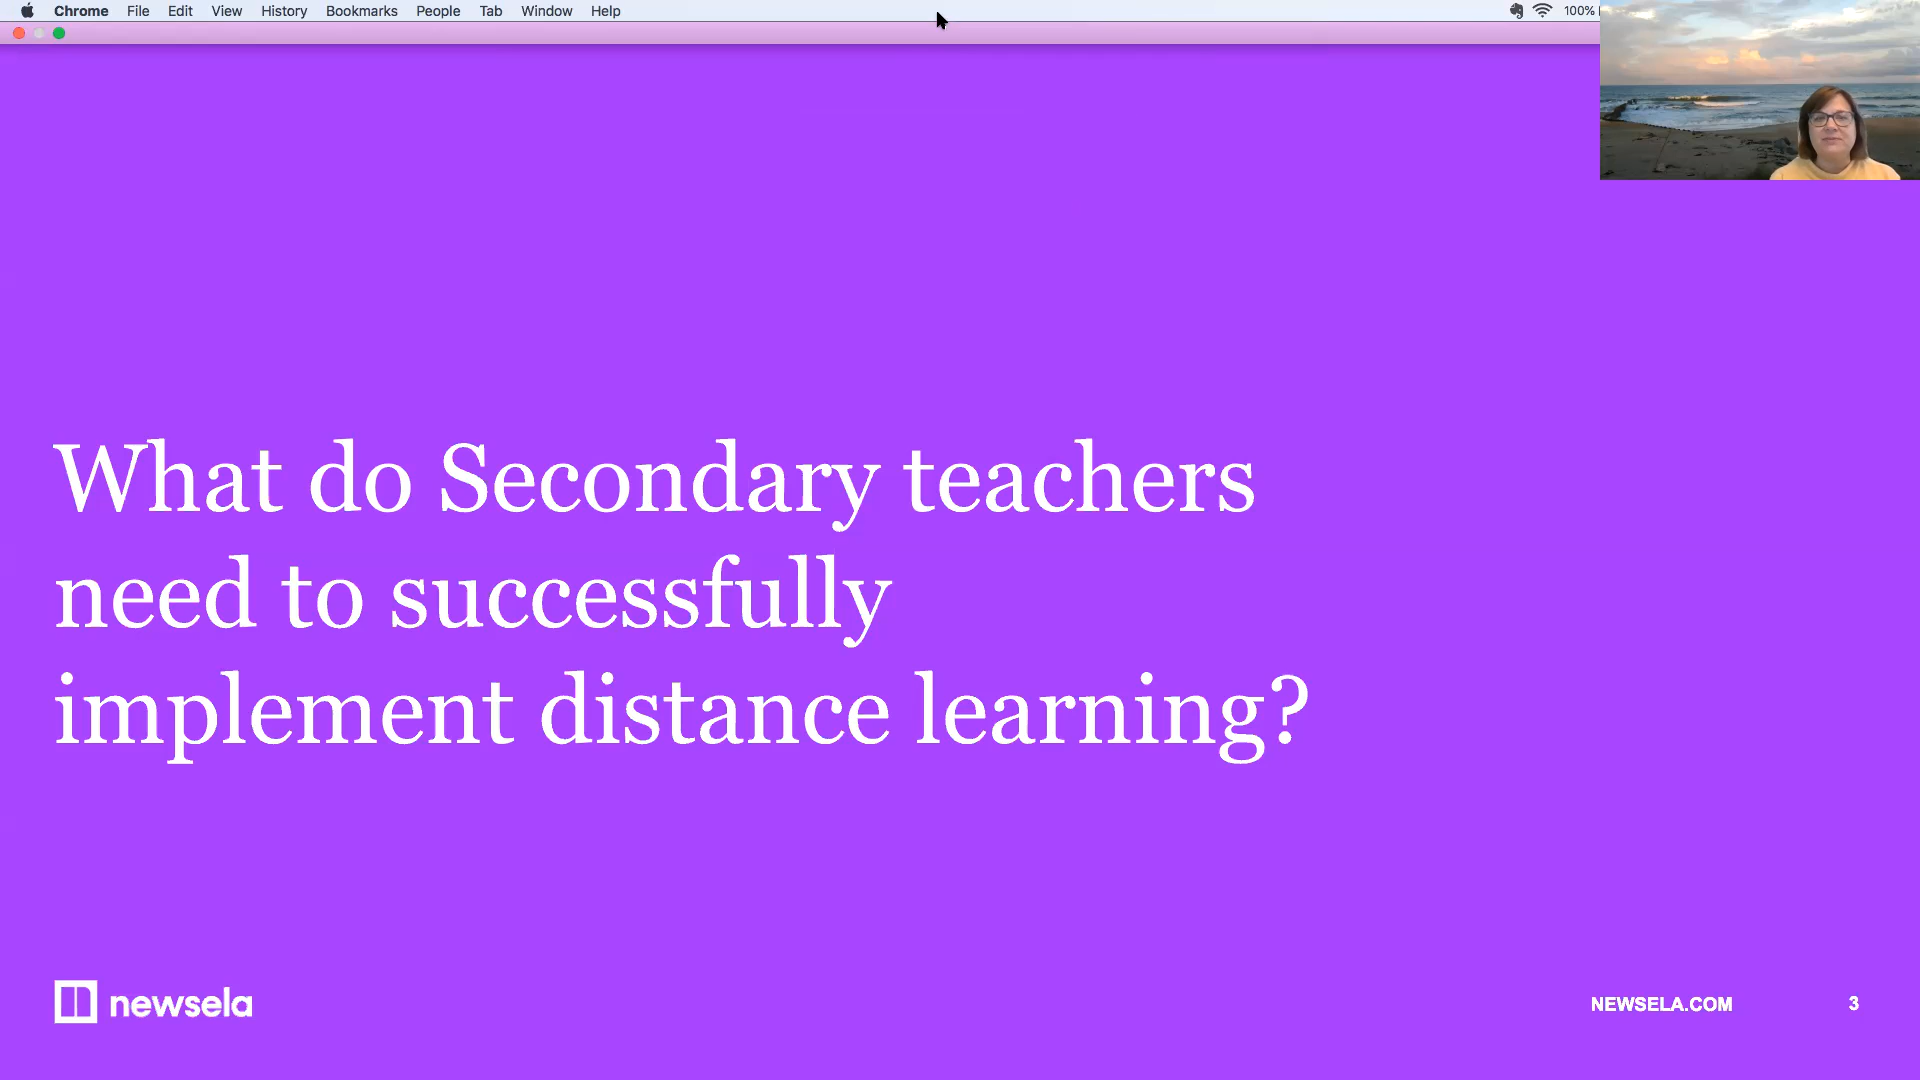 Chrome File Edit View History Bookmarks People Tab Window Help 100%
What do Secondary teachers
need to successfully
implement distance learning?
newsela
NEWSELA.COM 3